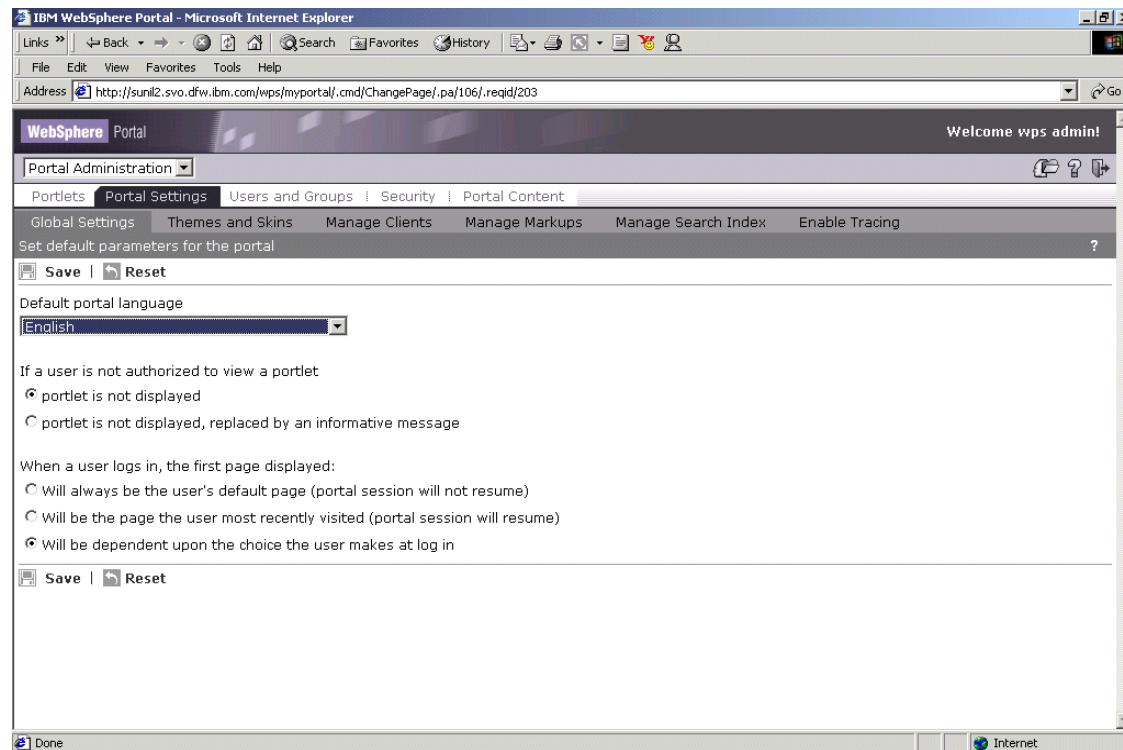 IBM WebSphere Portal - Microsoft Internet Explorer
Links » Back Search Favorites History
File Edit View Favorites Tools Help
Address http://sunil2.svo.dfw.ibm.com/wps/myportal/.cmd/ChangePage/.pa/106/.reqid/203 Go
WebSphere Portal Welcome wps admin!
Portal Administration
Portlets Portal Settings Users and Groups | Security | Portal Content
Global Settings Themes and Skins Manage Clients Manage Markups Manage Search Index Enable Tracing
Set default parameters for the portal ?
Save | Reset
Default portal language
English
If a user is not authorized to view a portlet
portlet is not displayed
portlet is not displayed, replaced by an informative message
When a user logs in, the first page displayed:
Will always be the user's default page (portal session will not resume)
Will be the page the user most recently visited (portal session will resume)
Will be dependent upon the choice the user makes at log in
Save | Reset
Done Internet